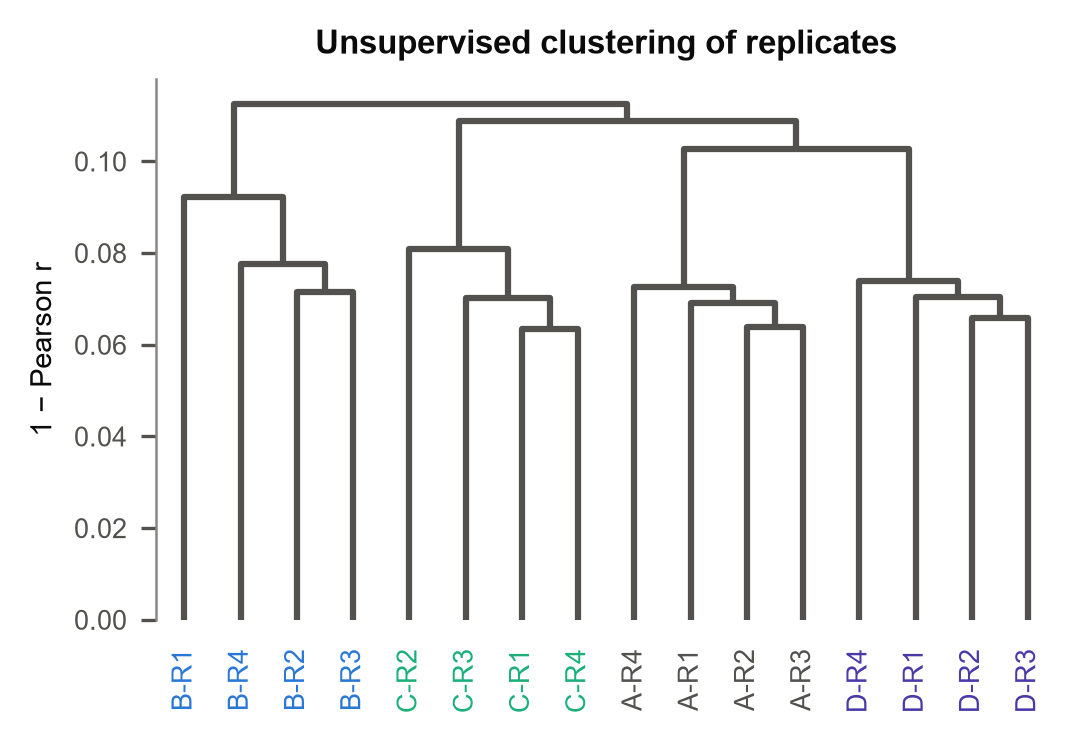 Unsupervised clustering of replicates
1 − Pearson r
0.10
0.08
0.06
0.04
0.02
0.00
B-R1
B-R4
B-R2
B-R3
C-R2
C-R3
C-R1
C-R4
A-R4
A-R1
A-R2
A-R3
D-R4
D-R1
D-R2
D-R3